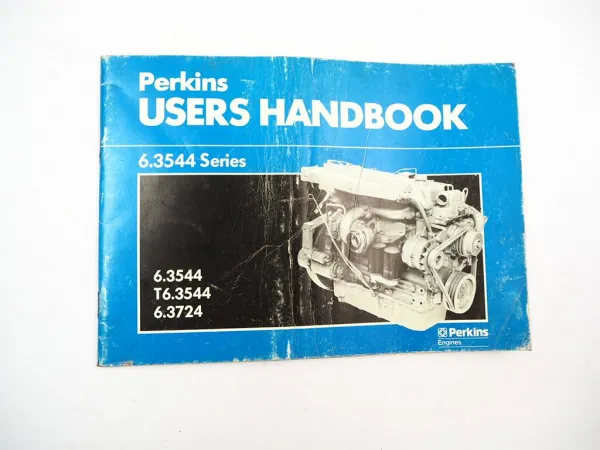 Perkins
USERS HANDBOOK
6.3544 Series
6.3544
T6.3544
6.3724
Perkins
Engines